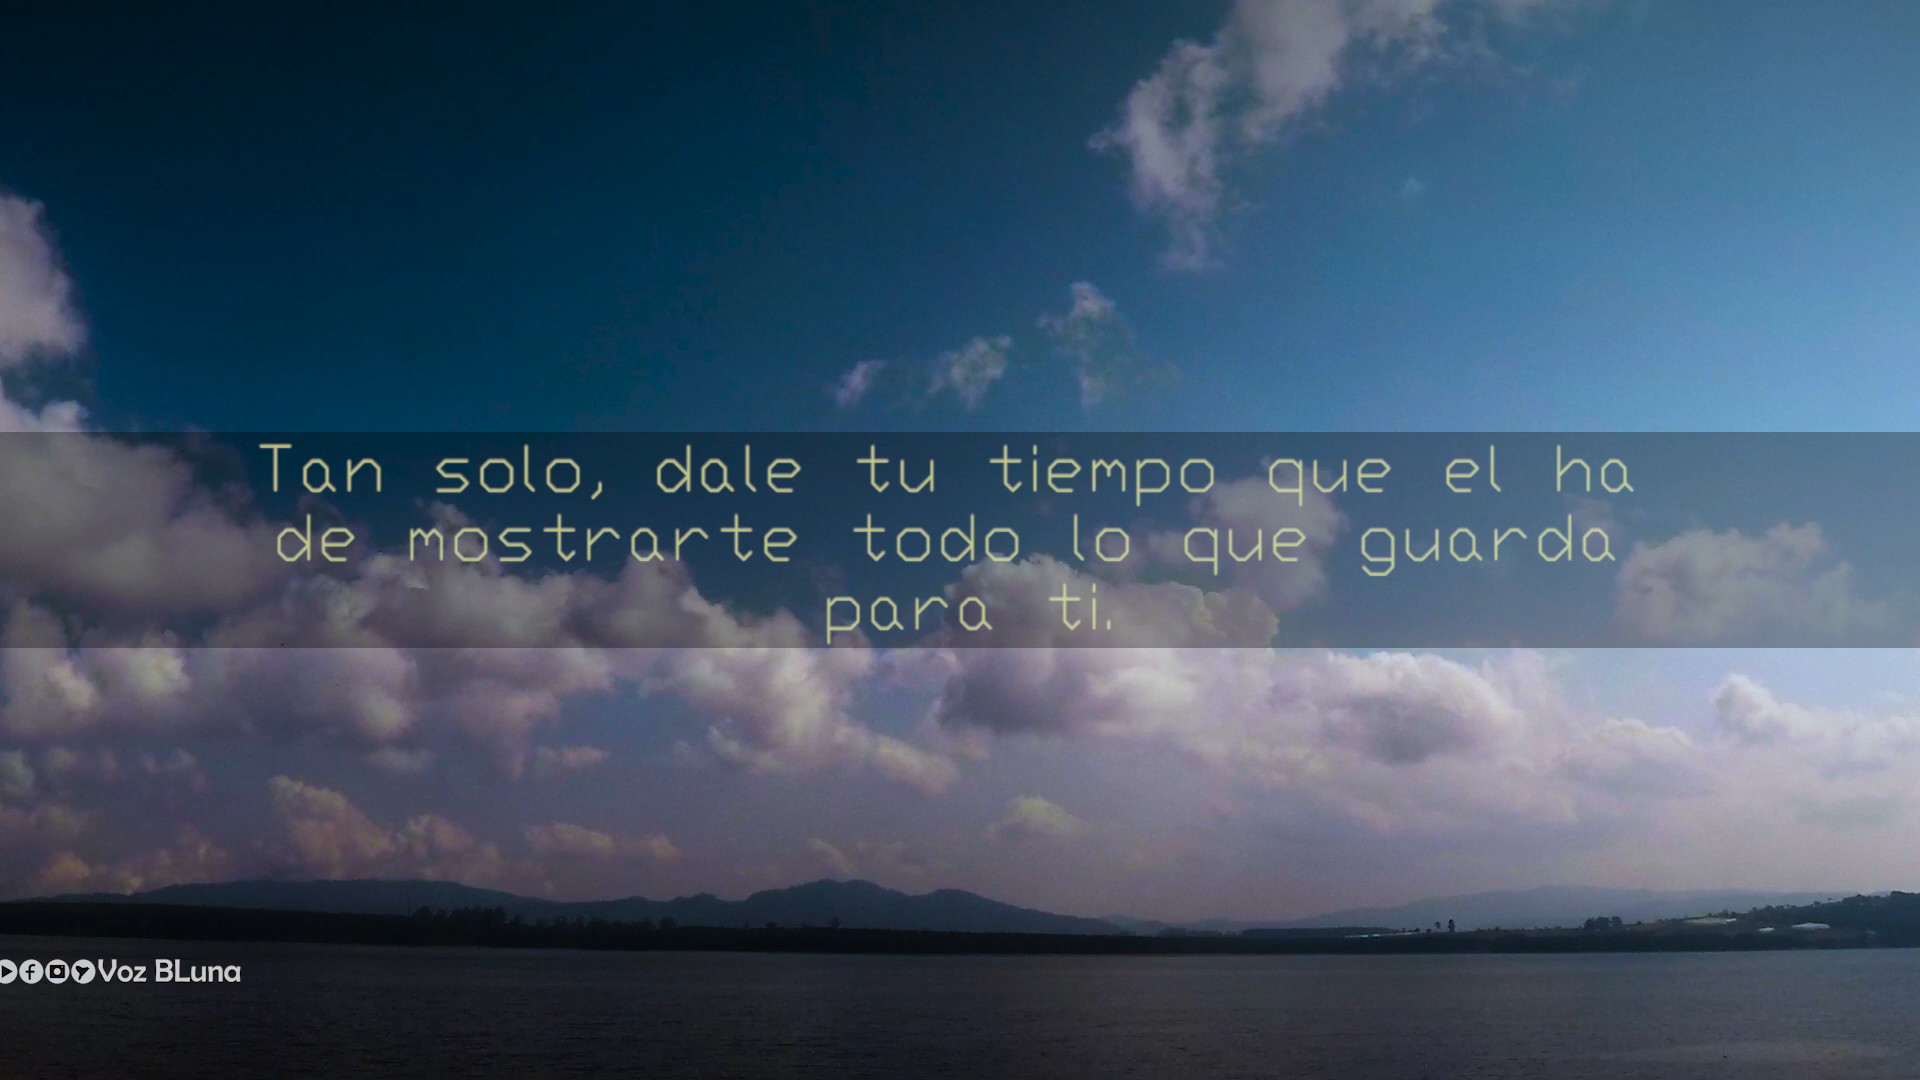 Tan solo, dale tu tiempo que el ha
de mostrarte todo lo que guarda
para ti.
Voz BLuna